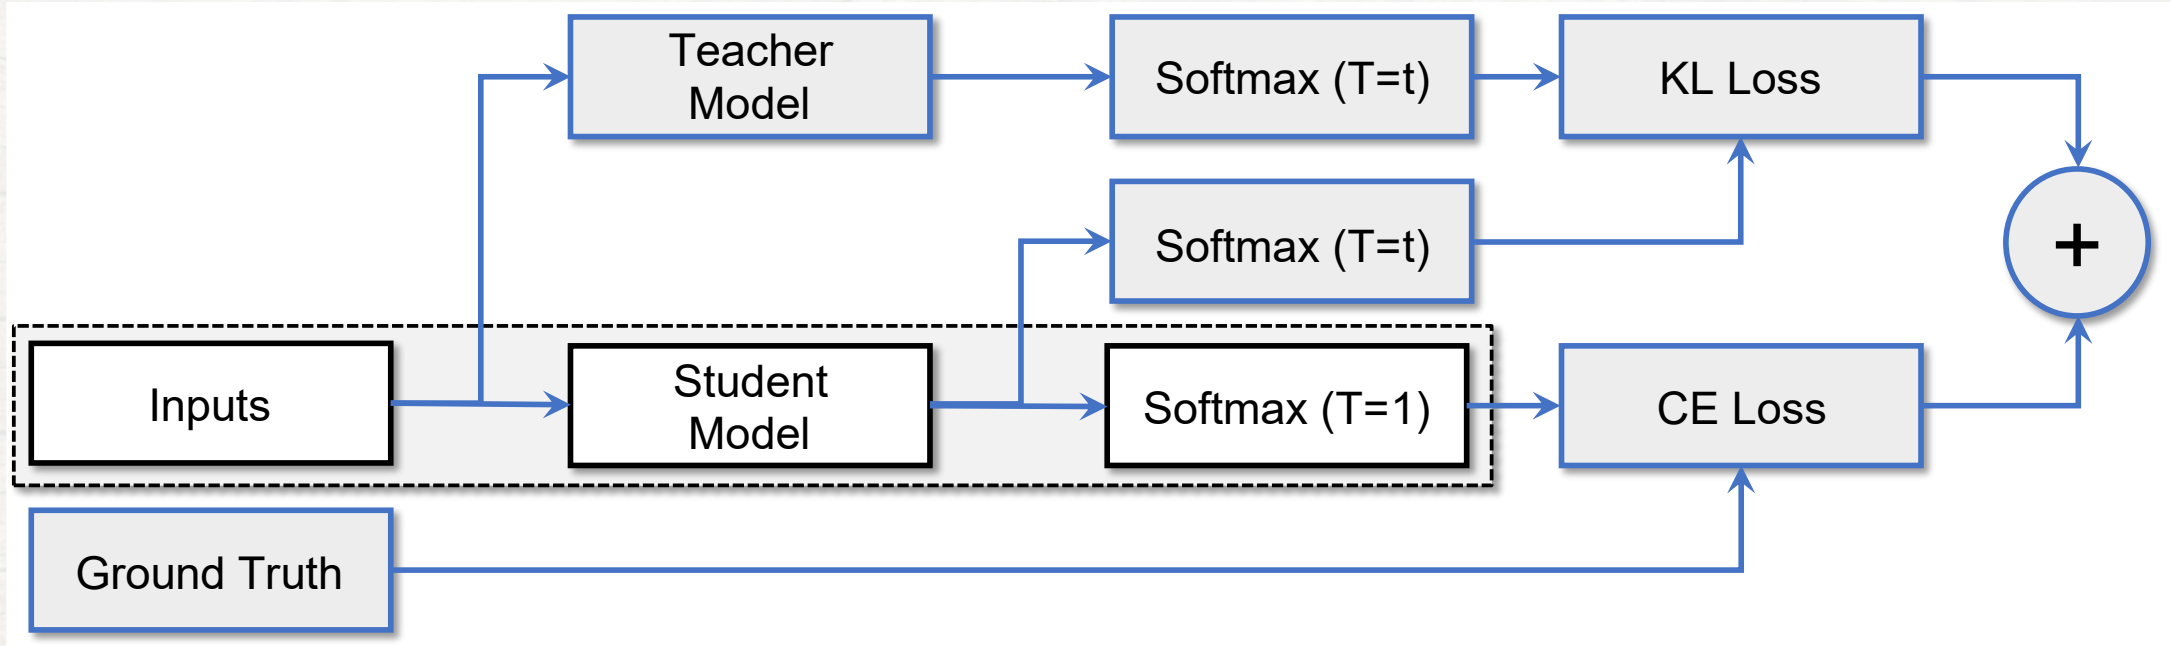 Teacher
Model
Softmax (T=t)
KL Loss
Softmax (T=t)
+
Inputs
Student
Model
Softmax (T=1)
CE Loss
Ground Truth